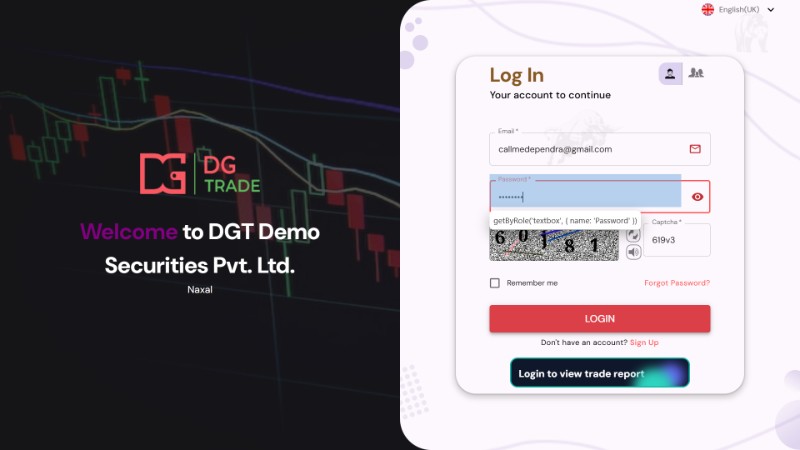 English(UK)
DG
TRADE
Welcome to DGT Demo
Securities Pvt. Ltd.
Naxal
Log In
Your account to continue
Email *
callmedependra@gmail.com
Password *
getByRole('textbox', { name: 'Password' })
6 0 1 8 1
Captcha *
619v3
Remember me
Forgot Password?
LOGIN
Don't have an account? Sign Up
Login to view trade report